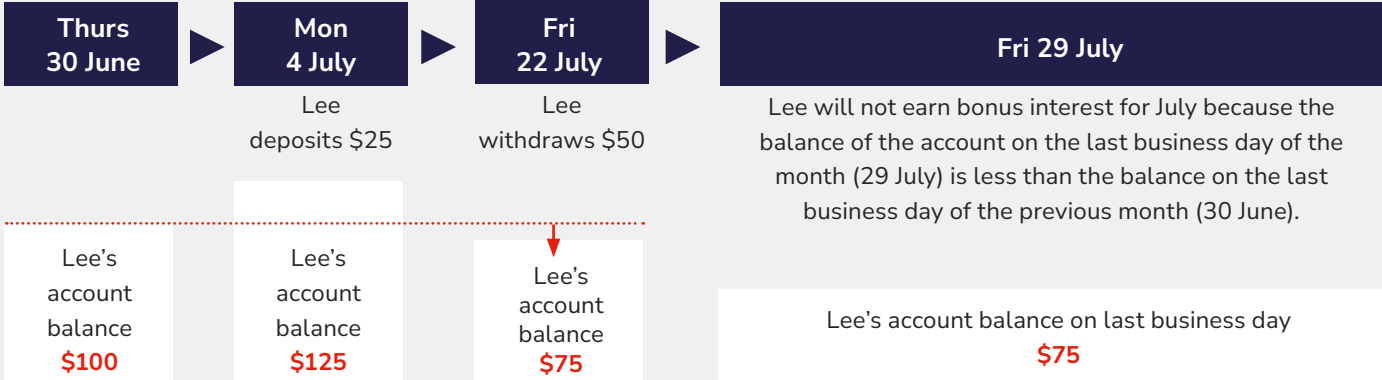 Thurs
30 June
Mon
4 July
Fri
22 July
Fri 29 July
Lee
deposits $25
Lee
withdraws $50
Lee will not earn bonus interest for July because the
balance of the account on the last business day of the
month (29 July) is less than the balance on the last
business day of the previous month (30 June).
Lee’s
account
balance
$100
Lee’s
account
balance
$125
Lee’s
account
balance
$75
Lee’s account balance on last business day
$75